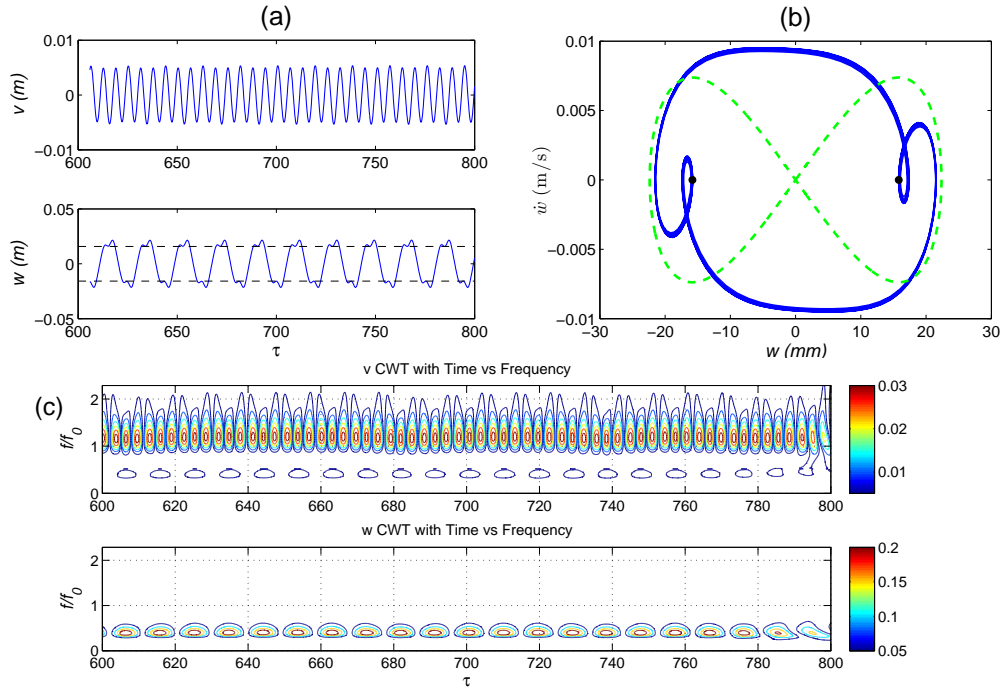 (a)
(b)
0.01
0
−0.01
v (m)
600 650 700 750 800
0.05
0
−0.05
w (m)
600 650 700 750 800
τ
0.01
0.005
0
−0.005
−0.01
ẇ (m/s)
−30 −20 −10 0 10 20 30
w (mm)
(c)
v CWT with Time vs Frequency
2
1
0
f/f0
600 620 640 660 680 700 720 740 760 780 800
0.03
0.02
0.01
w CWT with Time vs Frequency
2
1
0
f/f0
600 620 640 660 680 700 720 740 760 780 800
τ
0.2
0.15
0.1
0.05